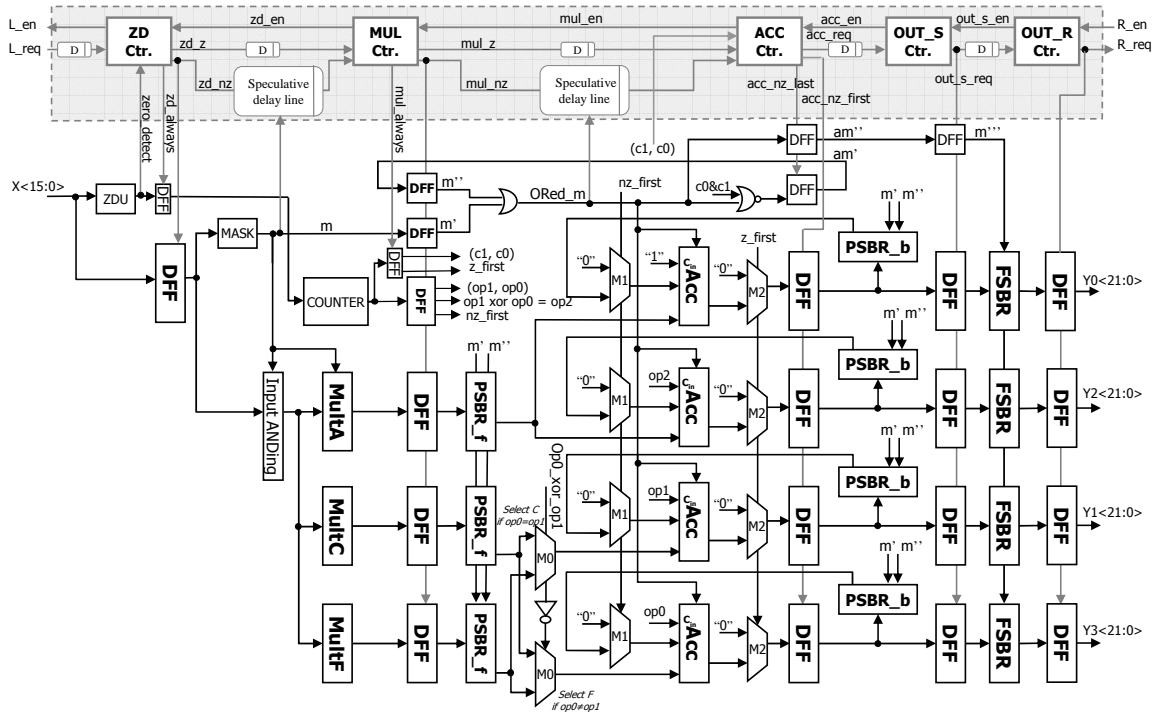 L_en
zd_en
mul_en
acc_en
out_s_en
R_en
L_req
D
ZD
Ctr.
zd_z
D
MUL
Ctr.
mul_z
D
ACC
Ctr.
acc_req
D
OUT_S
Ctr.
D
OUT_R
Ctr.
R_req
zd_nz
Speculative
delay line
mul_nz
Speculative
delay line
out_s_req
zero_detect
zd_always
mul_always
acc_nz_last
acc_nz_first
(c1, c0)
DFF
am''
DFF
m'''
X<15:0>
ZDU
DFF
DFF
m''
ORed_m
nz_first
c0&c1
DFF
am'
MASK
m
DFF
m'
DFF
(c1, c0)
z_first
z_first
m' m''
PSBR_b
DFF
COUNTER
DFF
(op1, op0)
op1 xor op0 = op2
nz_first
"0"
M1
"1"
Cin
Acc
"0"
M2
DFF
DFF
FSBR
DFF
Y0<21:0>
m' m''
PSBR_b
m' m''
Input ANDing
MultA
DFF
PSBR_f
"0"
M1
op2
Cin
Acc
"0"
M2
DFF
DFF
FSBR
DFF
Y2<21:0>
m' m''
PSBR_b
Op0_xor_op1
Select C
if op0=op1
MultC
DFF
PSBR_f
M0
"0"
M1
op1
Cin
Acc
"0"
M2
DFF
DFF
FSBR
DFF
Y1<21:0>
m' m''
PSBR_b
MultF
DFF
PSBR_f
M0
"0"
M1
op0
Cin
Acc
"0"
M2
DFF
DFF
FSBR
DFF
Y3<21:0>
Select F
if op0≠op1